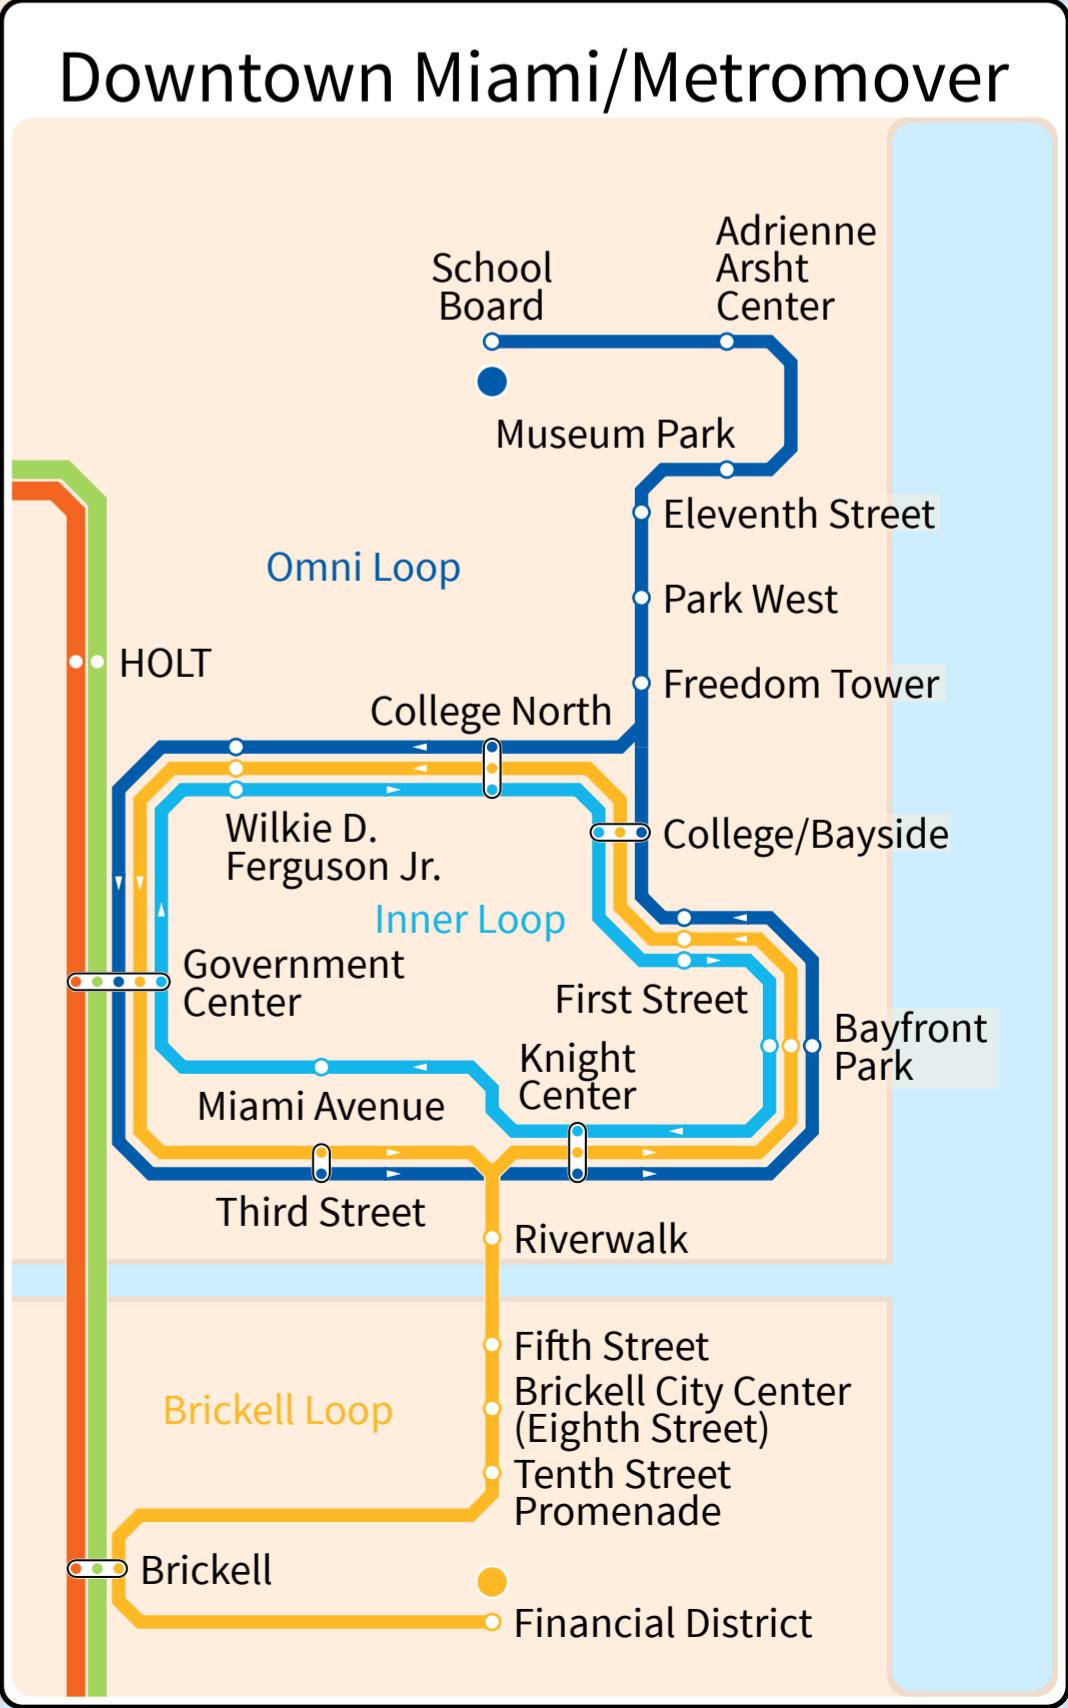 Downtown Miami/Metromover
Adrienne
Arsht
Center
School
Board
Museum Park
Eleventh Street
Omni Loop
Park West
HOLT
Freedom Tower
College North
Wilkie D.
Ferguson Jr.
College/Bayside
Inner Loop
Government
Center
First Street
Bayfront
Park
Knight
Center
Miami Avenue
Third Street
Riverwalk
Fifth Street
Brickell City Center
(Eighth Street)
Brickell Loop
Tenth Street
Promenade
Brickell
Financial District